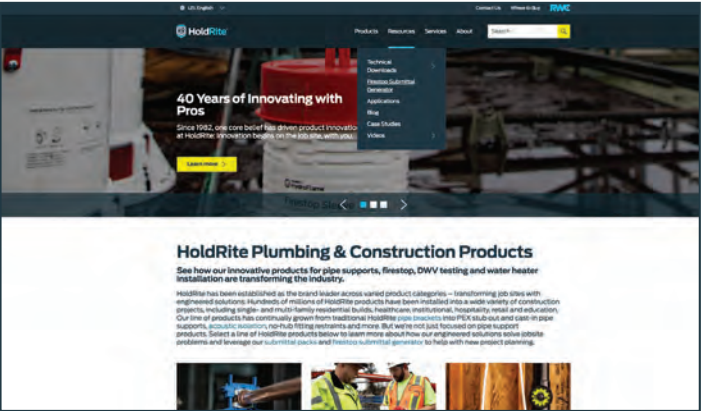 US English
Contact Us Where to Buy RWC
HoldRite
Products Resources Services About Search
Technical
Downloads
Firestop Submittal
Generator
Applications
Blog
Case Studies
Videos
40 Years of Innovating with
Pros
Since 1982, one core belief has driven product innovation
at HoldRite: Innovation begins on the job site, with you.
Learn more
HydroFlame
Firestop Sleeve
HoldRite Plumbing & Construction Products
See how our innovative products for pipe supports, firestop, DWV testing and water heater
installation are transforming the industry.
HoldRite has been established as the brand leader across varied product categories – transforming job sites with
engineered solutions. Hundreds of millions of HoldRite products have been installed into a wide variety of construction
projects, including single- and multi-family residential builds, healthcare, institutional, hospitality, retail and education.
Our line of products has continually grown from traditional HoldRite pipe brackets into PEX stub out and cast-in pipe
supports, acoustic isolation, no-hub fitting restraints and more. But we're not just focused on pipe support
products. Select a line of HoldRite products below to learn more about how our engineered solutions solve jobsite
problems and leverage our submittal packs and firestop submittal generator to help with new project planning.